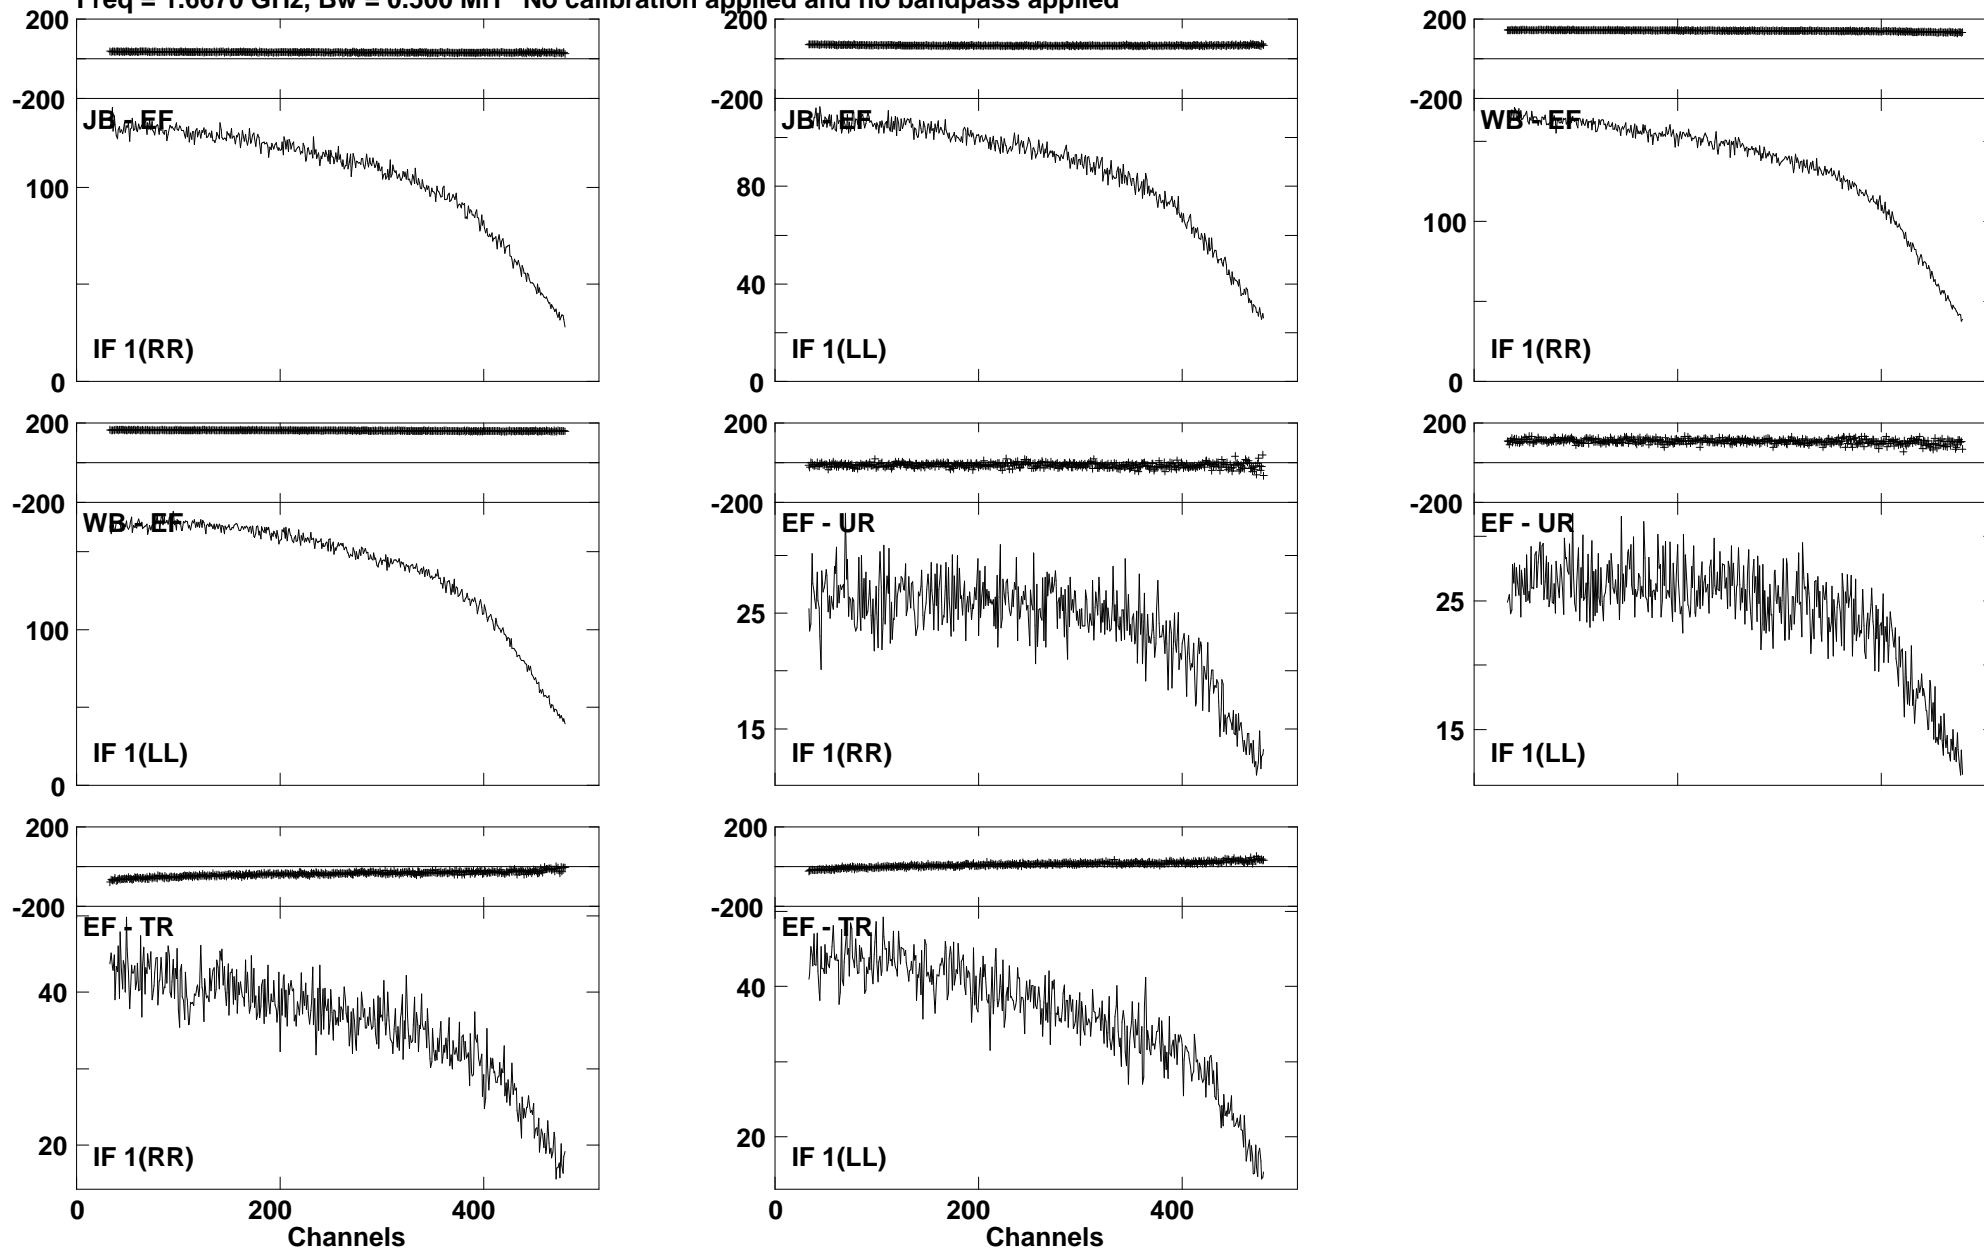 Freq = 1.6670 GHz, Bw = 0.500 MH No calibration applied and no bandpass applied
200
-200
JB - EF
100
0
IF 1(RR)
200
-200
JB - EF
80
40
0
IF 1(LL)
200
-200
WB - EF
100
0
IF 1(RR)
200
-200
WB - EF
100
0
IF 1(LL)
200
-200
EF - UR
25
15
IF 1(RR)
200
-200
EF - UR
25
15
IF 1(LL)
200
-200
EF - TR
40
20
IF 1(RR)
0 200 400
Channels
200
-200
EF - TR
40
20
IF 1(LL)
0 200 400
Channels